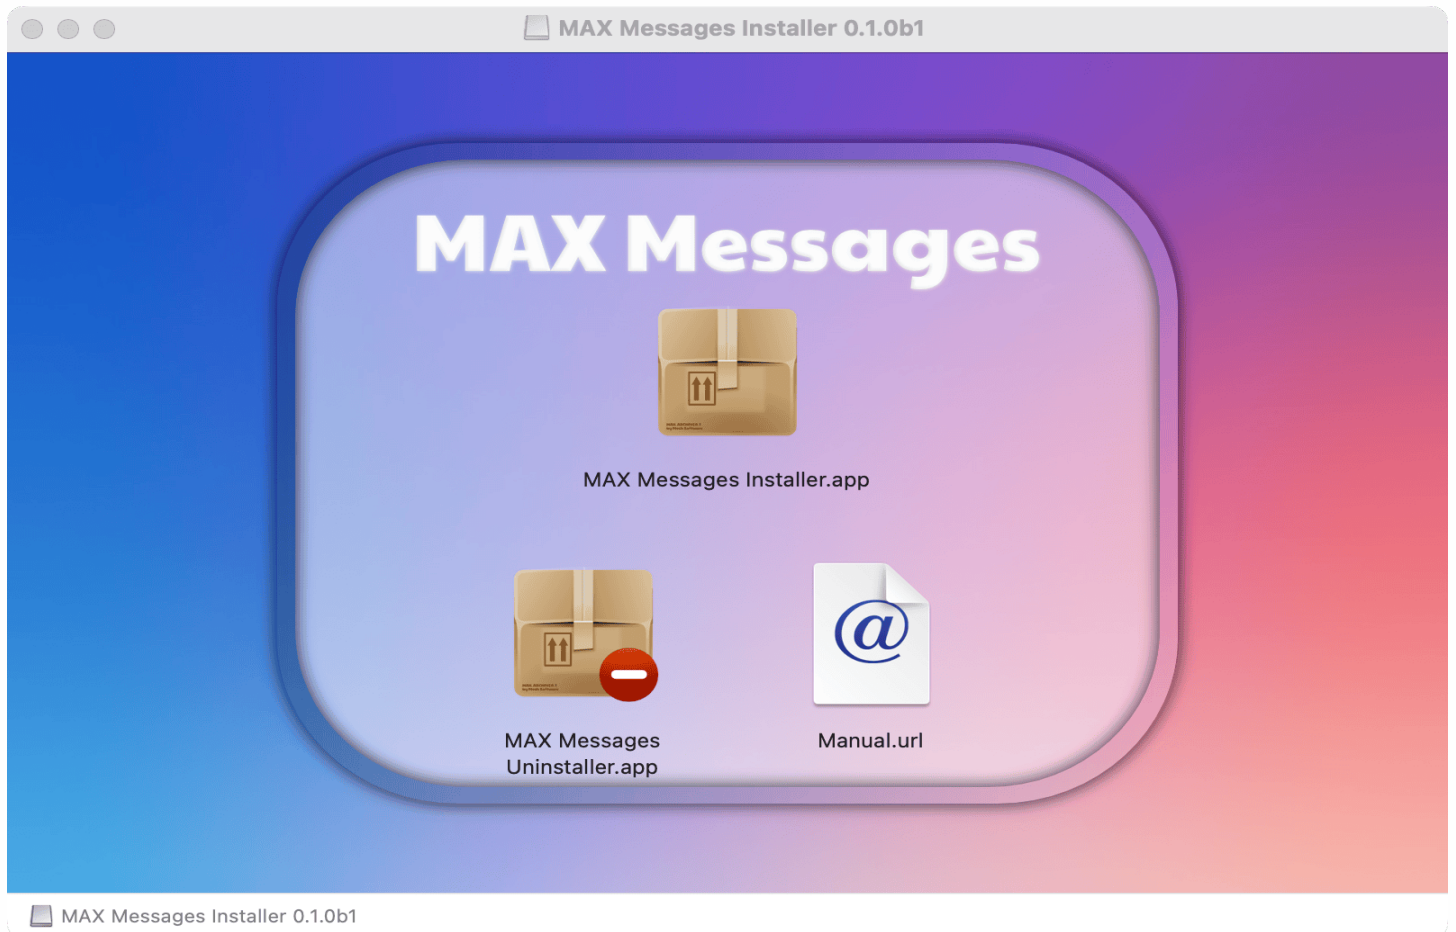 MAX Messages Installer 0.1.0b1
MAX Messages
MAX Messages Installer.app
MAX Messages
Uninstaller.app
@
Manual.url
MAX Messages Installer 0.1.0b1